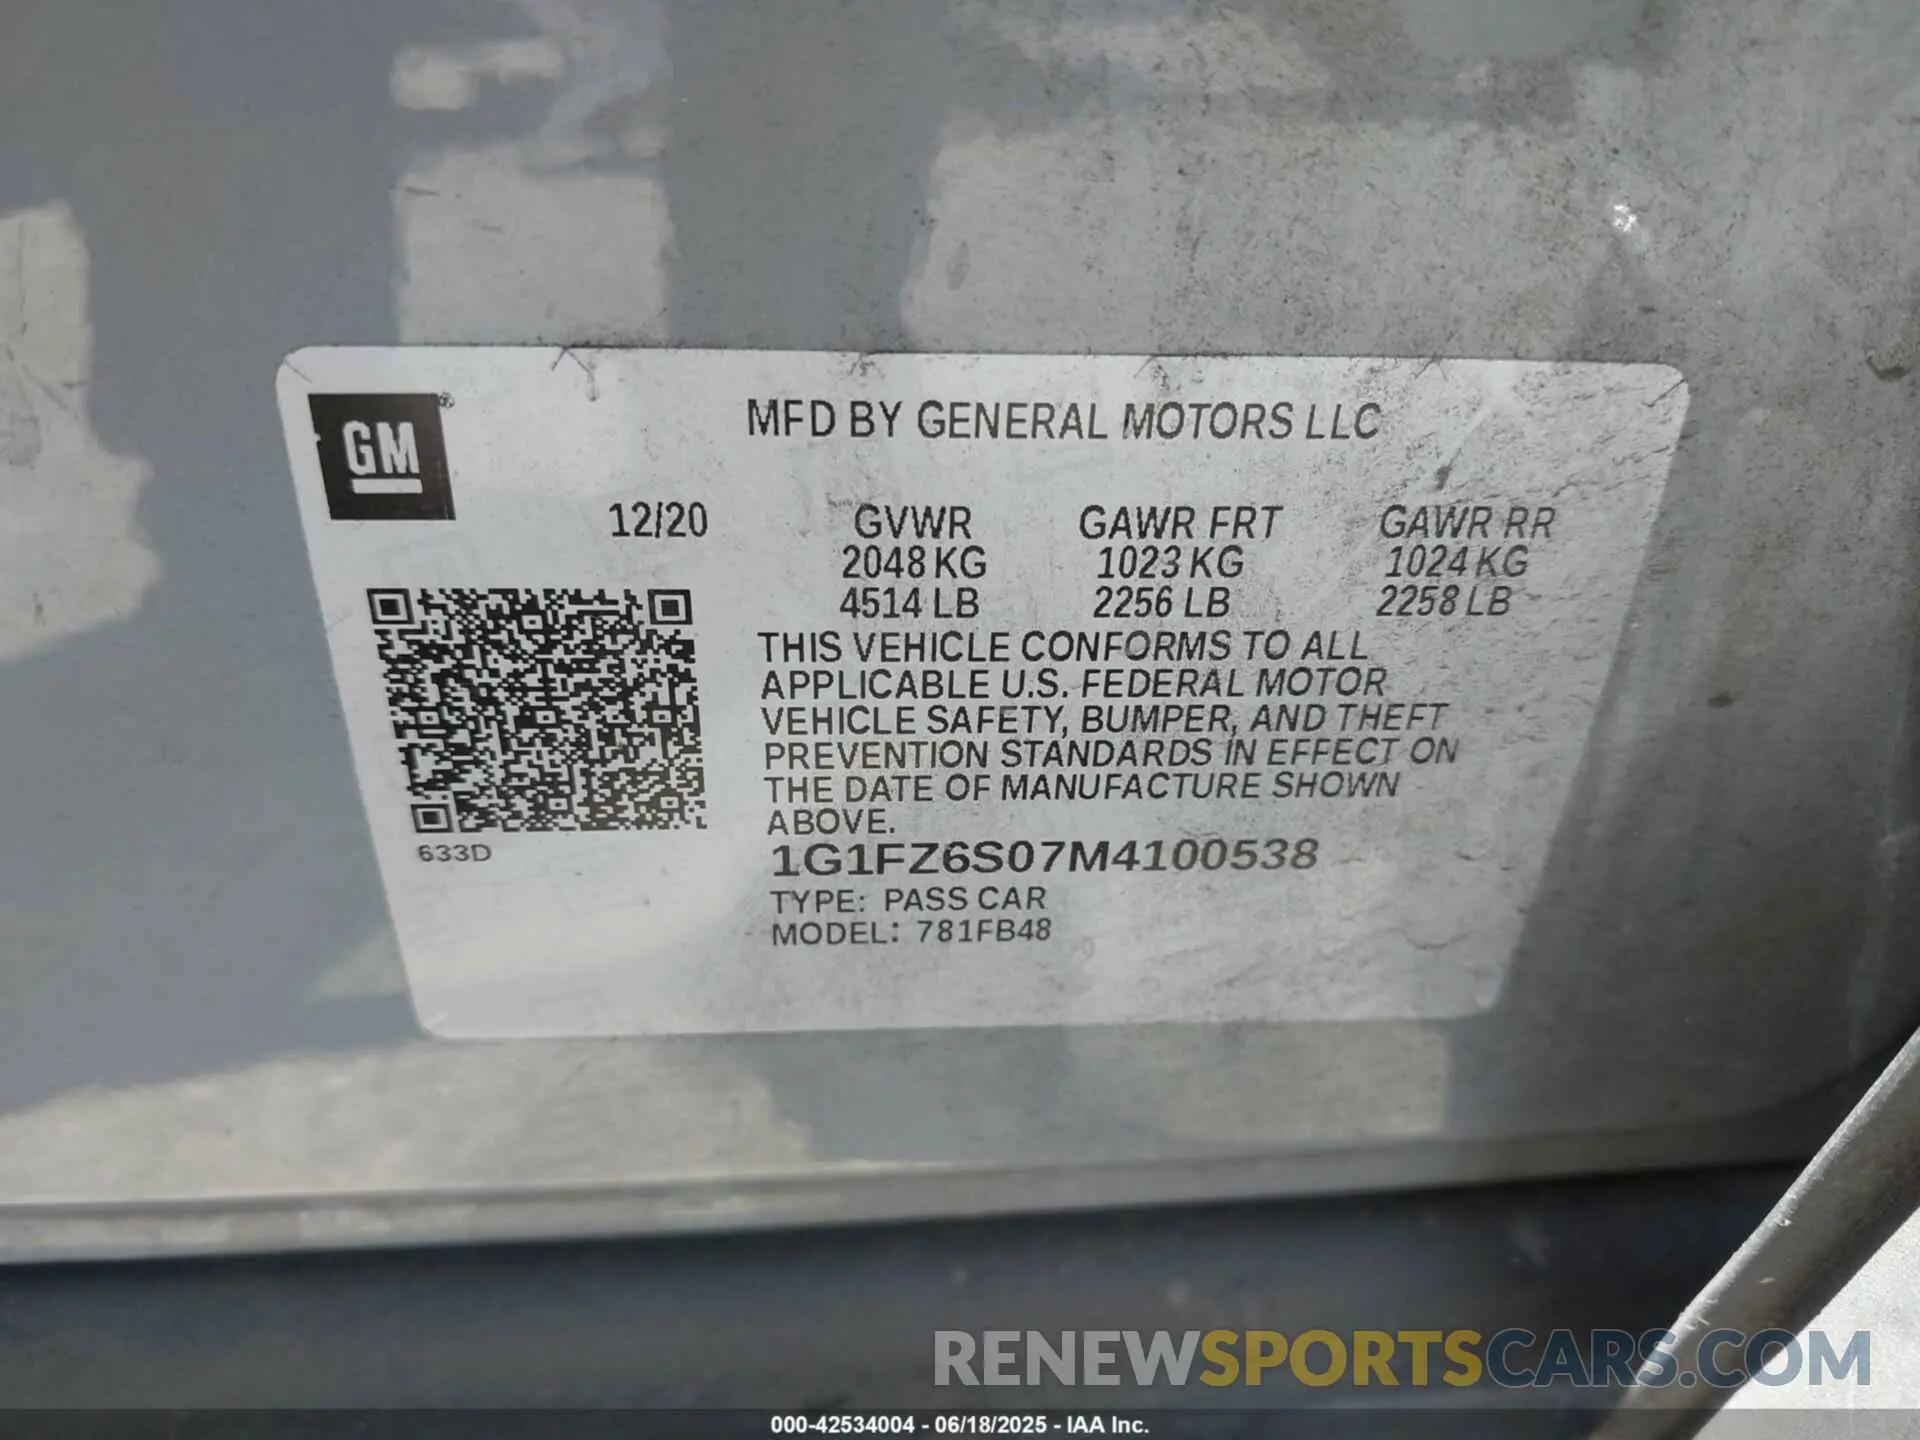 GM®
MFD BY GENERAL MOTORS LLC
12/20 GVWR GAWR FRT GAWR RR
2048 KG 1023 KG 1024 KG
4514 LB 2256 LB 2258 LB
THIS VEHICLE CONFORMS TO ALL
APPLICABLE U.S. FEDERAL MOTOR
VEHICLE SAFETY, BUMPER, AND THEFT
PREVENTION STANDARDS IN EFFECT ON
THE DATE OF MANUFACTURE SHOWN
ABOVE.
633D
1G1FZ6S07M4100538
TYPE: PASS CAR
MODEL: 781FB48
RENEWSPORTSCARS.COM
000-42534004 - 06/18/2025 - IAA Inc.